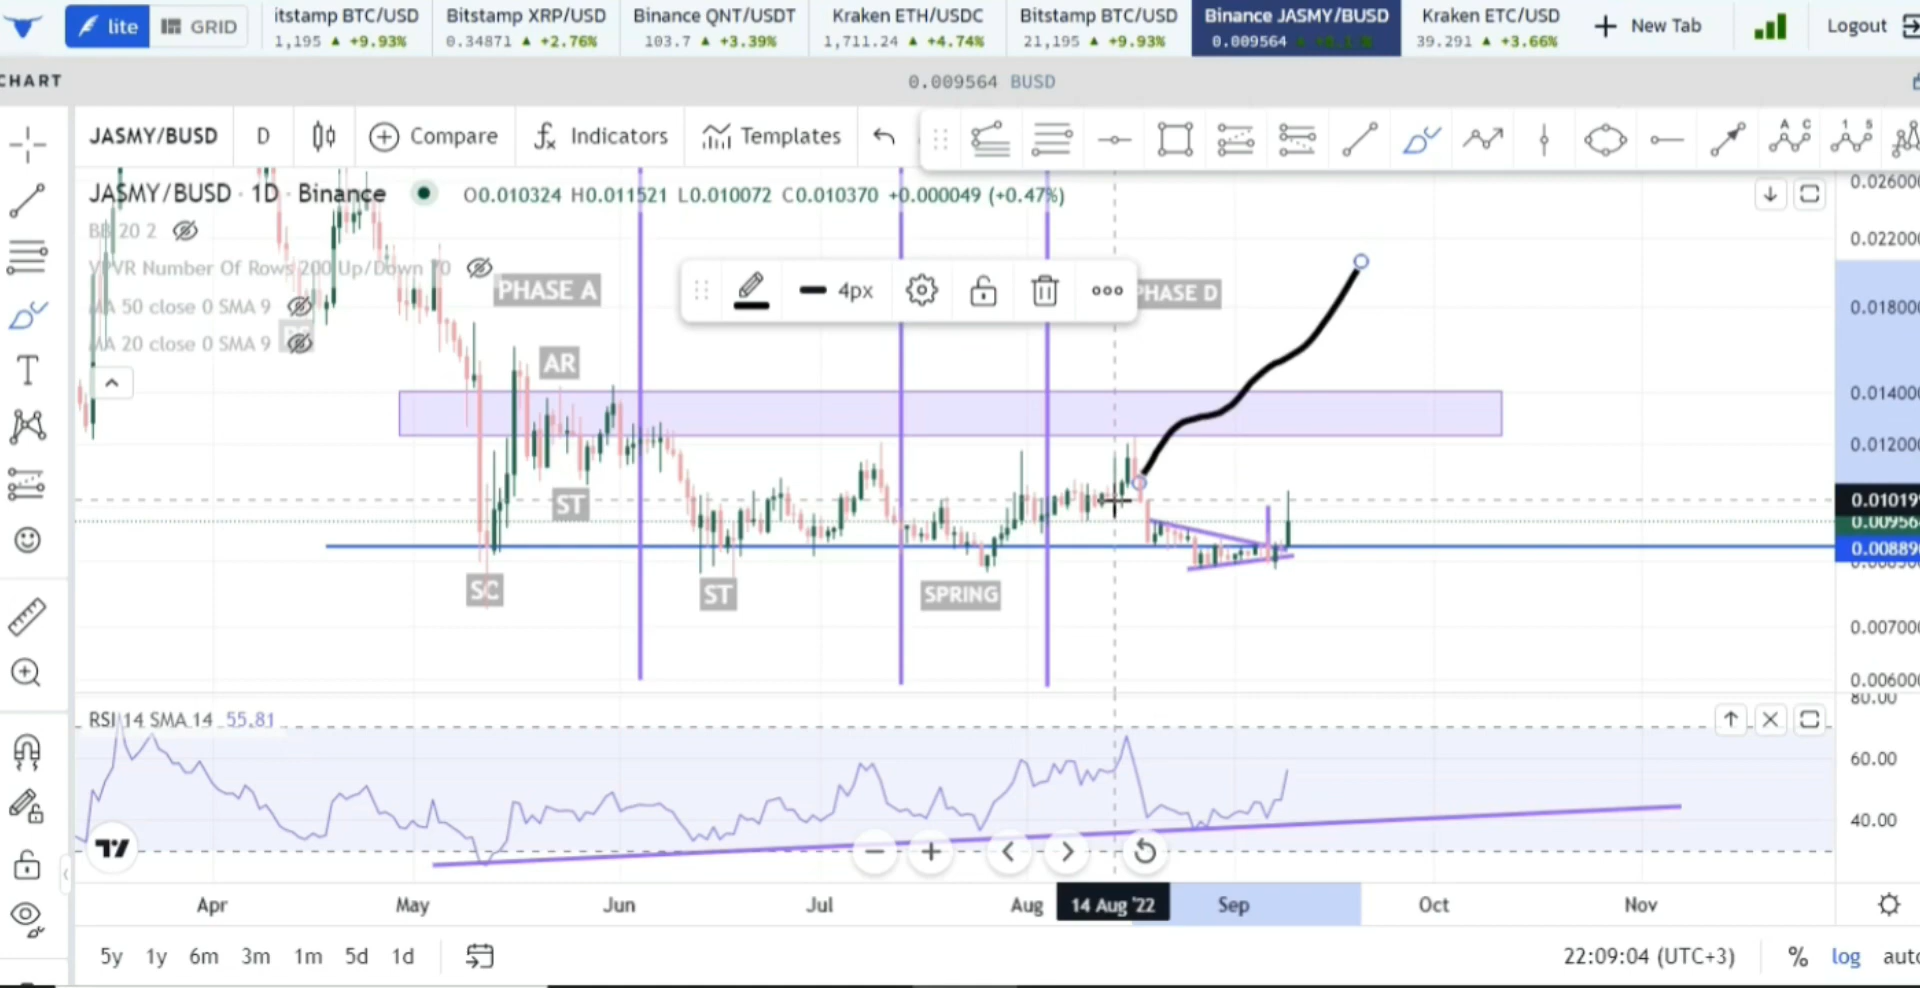 lite
GRID
itstamp BTC/USD
1,195 ▲ +9.93%
Bitstamp XRP/USD
0.34871 ▲ +2.76%
Binance QNT/USDT
103.7 ▲ +3.39%
Kraken ETH/USDC
1,711.24 ▲ +4.74%
Bitstamp BTC/USD
21,195 ▲ +9.93%
Binance JASMY/BUSD
0.009564
Kraken ETC/USD
39.291 ▲ +3.66%
New Tab
Logout
CHART
0.009564 BUSD
JASMY/BUSD
D
Compare
Indicators
Templates
JASMY/BUSD · 1D · Binance
O0.010324 H0.011521 L0.010072 C0.010370 +0.000049 (+0.47%)
BB 20 2
VPVR Number Of Rows 200 Up/Down 70
MA 50 close 0 SMA 9
MA 20 close 0 SMA 9
PHASE A
4px
PHASE D
AR
ST
SC
ST
SPRING
0.02600
0.02200
0.01800
0.01400
0.01200
0.01019
0.00956
0.00889
0.00700
0.00600
RSI 14 SMA 14 55.81
80.00
60.00
40.00
Apr
May
Jun
Jul
Aug
14 Aug '22
Sep
Oct
Nov
5y
1y
6m
3m
1m
5d
1d
22:09:04 (UTC+3)
%
log
auto